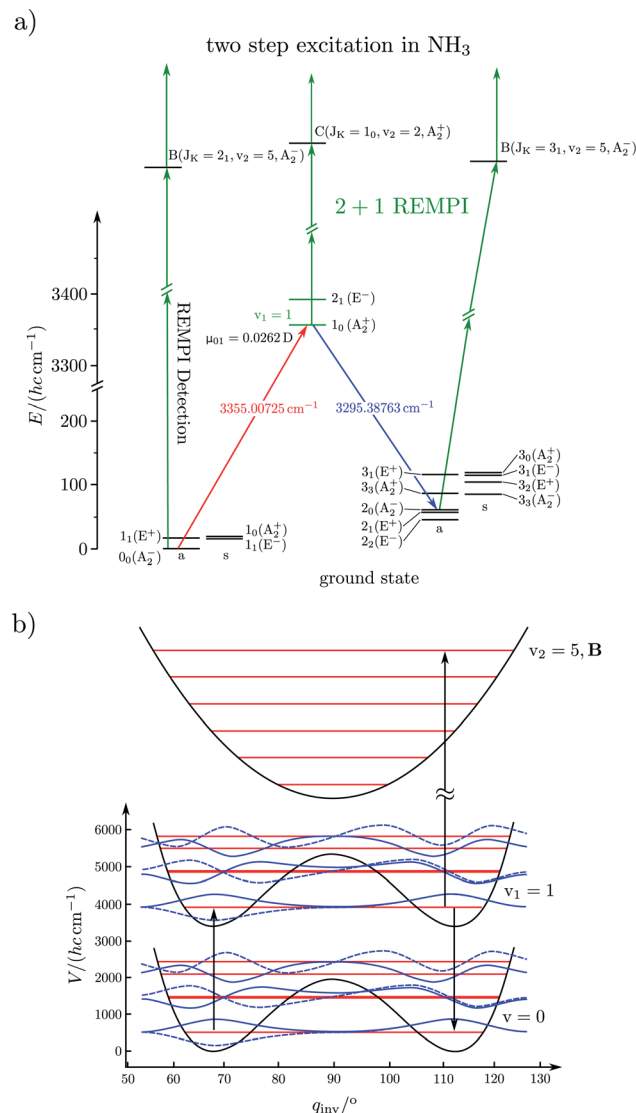 a)
two step excitation in NH₃
C(J_K = 1₀, v₂ = 2, A₂⁺)
B(J_K = 2₁, v₂ = 5, A₂⁻)
B(J_K = 3₁, v₂ = 5, A₂⁻)
2 + 1 REMPI
REMPI Detection
E/(hc cm⁻¹)
3400
3300
200
100
0
2₁(E⁻)
v₁ = 1
1₀(A₂⁺)
μ₀₁ = 0.0262 D
3355.00725 cm⁻¹
3295.38763 cm⁻¹
1₁(E⁺)
0₀(A₂⁻)
a
s
1₀(A₂⁺)
1₁(E⁻)
3₁(E⁺)
3₃(A₂⁺)
2₀(A₂⁻)
2₁(E⁺)
2₂(E⁻)
a
s
3₀(A₂⁺)
3₁(E⁻)
3₂(E⁺)
3₃(A₂⁻)
ground state
b)
v₂ = 5, B
V/(hc cm⁻¹)
6000
5000
4000
3000
2000
1000
0
v₁ = 1
v = 0
50 60 70 80 90 100 110 120 130
q_inv/°